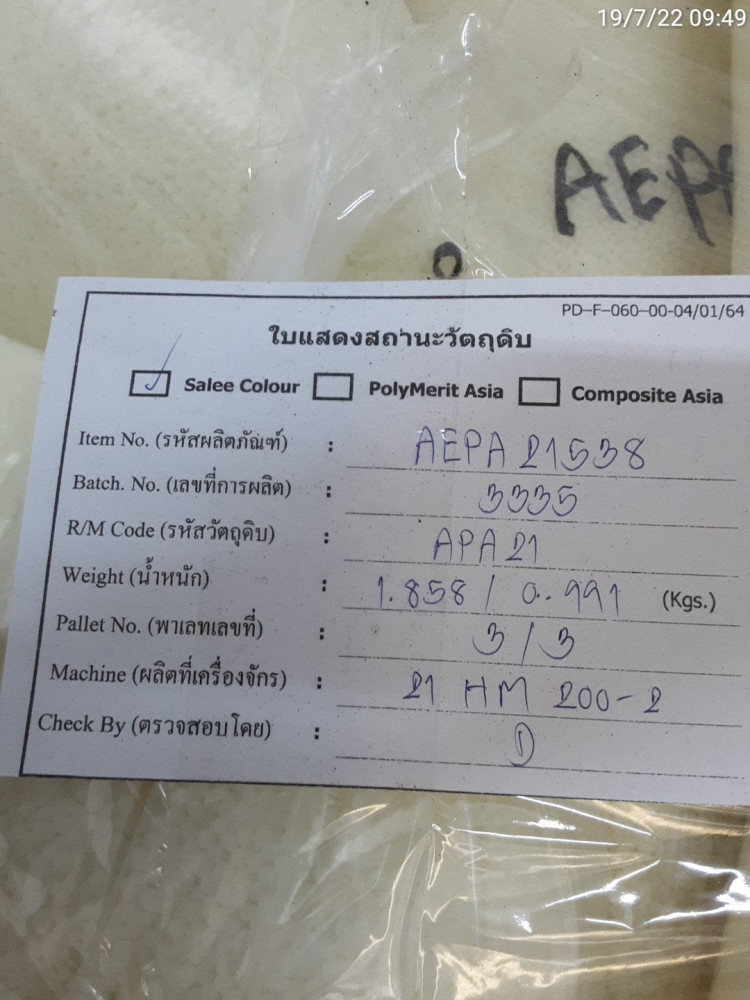 19/7/22 09:49
AEPA
PD-F-060-00-04/01/64
ใบแสดงสถานะวัตถุดิบ
Salee Colour PolyMerit Asia Composite Asia
Item No. (รหัสผลิตภัณฑ์) : AEPA 21538
Batch. No. (เลขที่การผลิต) : 3335
R/M Code (รหัสวัตถุดิบ) : APA 21
Weight (น้ำหนัก) : 1.858 / 0.991 (Kgs.)
Pallet No. (พาเลทเลขที่) : 3/3
Machine (ผลิตที่เครื่องจักร) : 21 HM 200-2
Check By (ตรวจสอบโดย) :